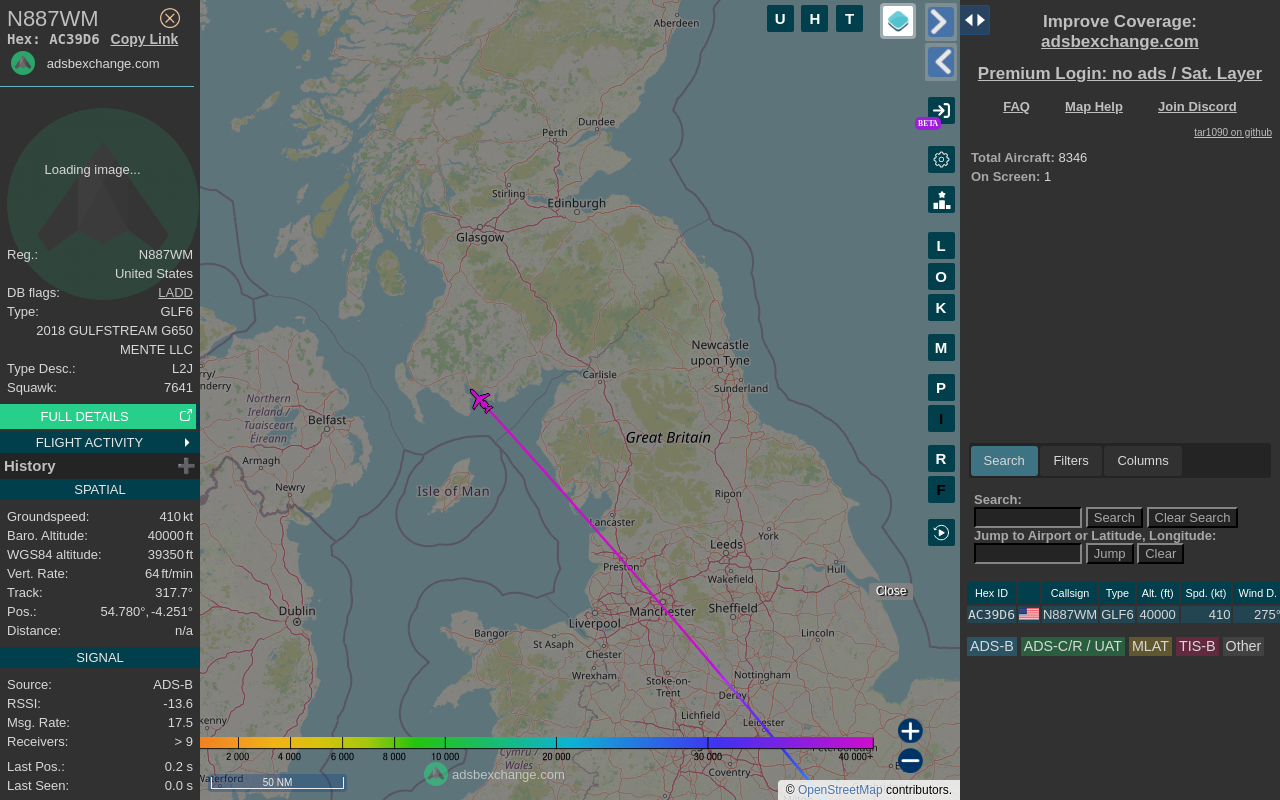 N887WM
Hex: AC39D6 Copy Link
adsbexchange.com
Loading image...
Reg.: N887WM
United States
DB flags: LADD
Type: GLF6
2018 GULFSTREAM G650
MENTE LLC
Type Desc.: L2J
Squawk: 7641
FULL DETAILS
FLIGHT ACTIVITY
History
SPATIAL
Groundspeed: 410 kt
Baro. Altitude: 40000 ft
WGS84 altitude: 39350 ft
Vert. Rate: 64 ft/min
Track: 317.7°
Pos.: 54.780°, -4.251°
Distance: n/a
SIGNAL
Source: ADS-B
RSSI: -13.6
Msg. Rate: 17.5
Receivers: > 9
Last Pos.: 0.2 s
Last Seen: 0.0 s
Aberdeen
Dundee
Perth
Stirling
Edinburgh
Glasgow
Newcastle
upon Tyne
Carlisle
Sunderland
rry/
nderry
Northern
Ireland /
Tuaisceart
Éireann
Belfast
Great Britain
Armagh
Newry
Isle of Man
Ripon
Lancaster
York
Leeds
Preston
Wakefield
Hull
Dublin
Manchester
Sheffield
Liverpool
Bangor
Lincoln
St Asaph
Chester
Wrexham
Stoke-on-
Trent
Nottingham
Derby
Lichfield
Leicester
kenny
Cymru /
Wales
Coventry
Waterford
2 000 4 000 6 000 8 000 10 000 20 000 30 000 40 000+
50 NM
adsbexchange.com
© OpenStreetMap contributors.
U H T
BETA
L
O
K
M
P
I
R
F
Close
Improve Coverage:
adsbexchange.com
Premium Login: no ads / Sat. Layer
FAQ Map Help Join Discord
tar1090 on github
Total Aircraft: 8346
On Screen: 1
Search Filters Columns
Search:
Search Clear Search
Jump to Airport or Latitude, Longitude:
Jump Clear
Hex ID Callsign Type Alt. (ft) Spd. (kt) Wind D.
AC39D6 N887WM GLF6 40000 410 275°
ADS-B ADS-C/R / UAT MLAT TIS-B Other